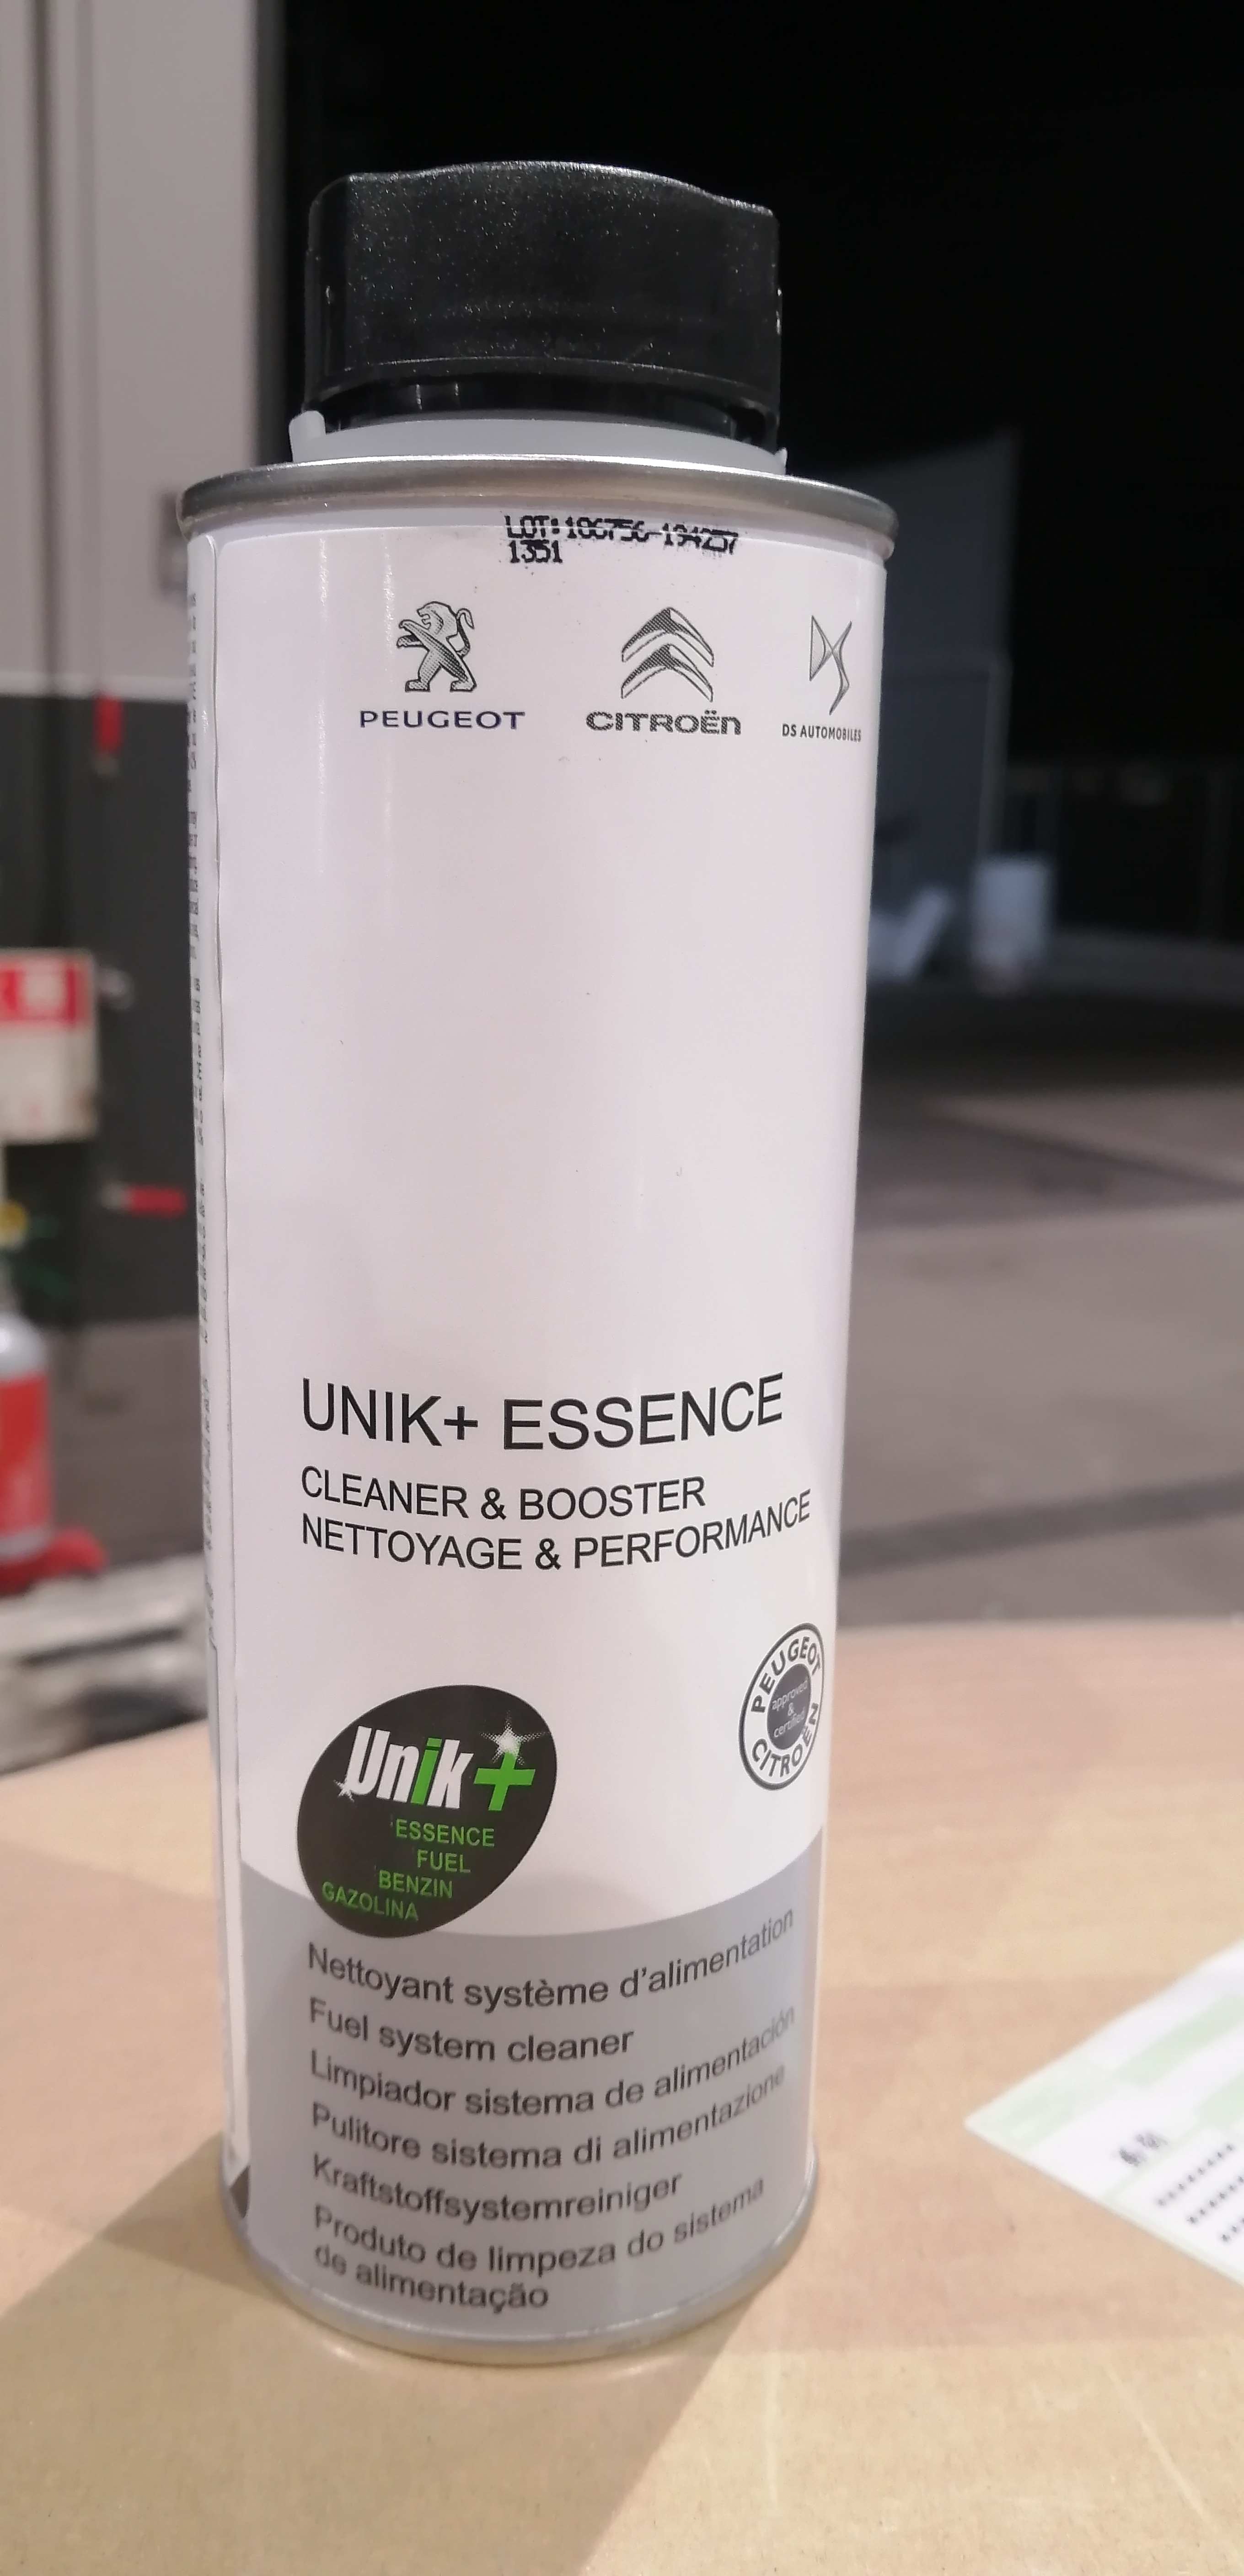 LOT:106756-194257
1351
PEUGEOT
CITROËn
DS AUTOMOBILES
UNIK+ ESSENCE
CLEANER & BOOSTER
NETTOYAGE & PERFORMANCE
PEUGEOT
approved
&
certified
CITROËN
Unik+
ESSENCE
FUEL
BENZIN
GAZOLINA
Nettoyant système d'alimentation
Fuel system cleaner
Limpiador sistema de alimentación
Pulitore sistema di alimentazione
Kraftstoffsystemreiniger
Produto de limpeza do sistema
de alimentação